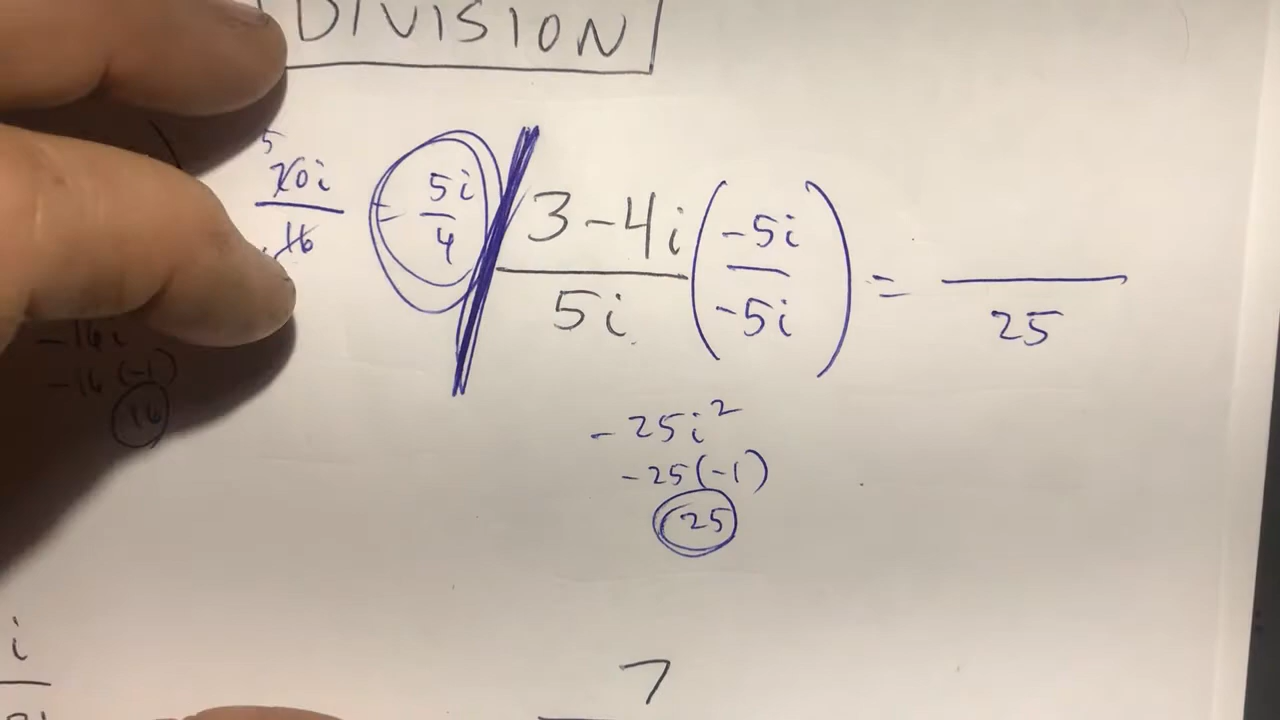 DIVISION
5
20i / 16
- 5i / 4
3-4i / 5i (-5i / -5i) = / 25
-16i
-16(-1)
16
-25i²
-25(-1)
25
i
7